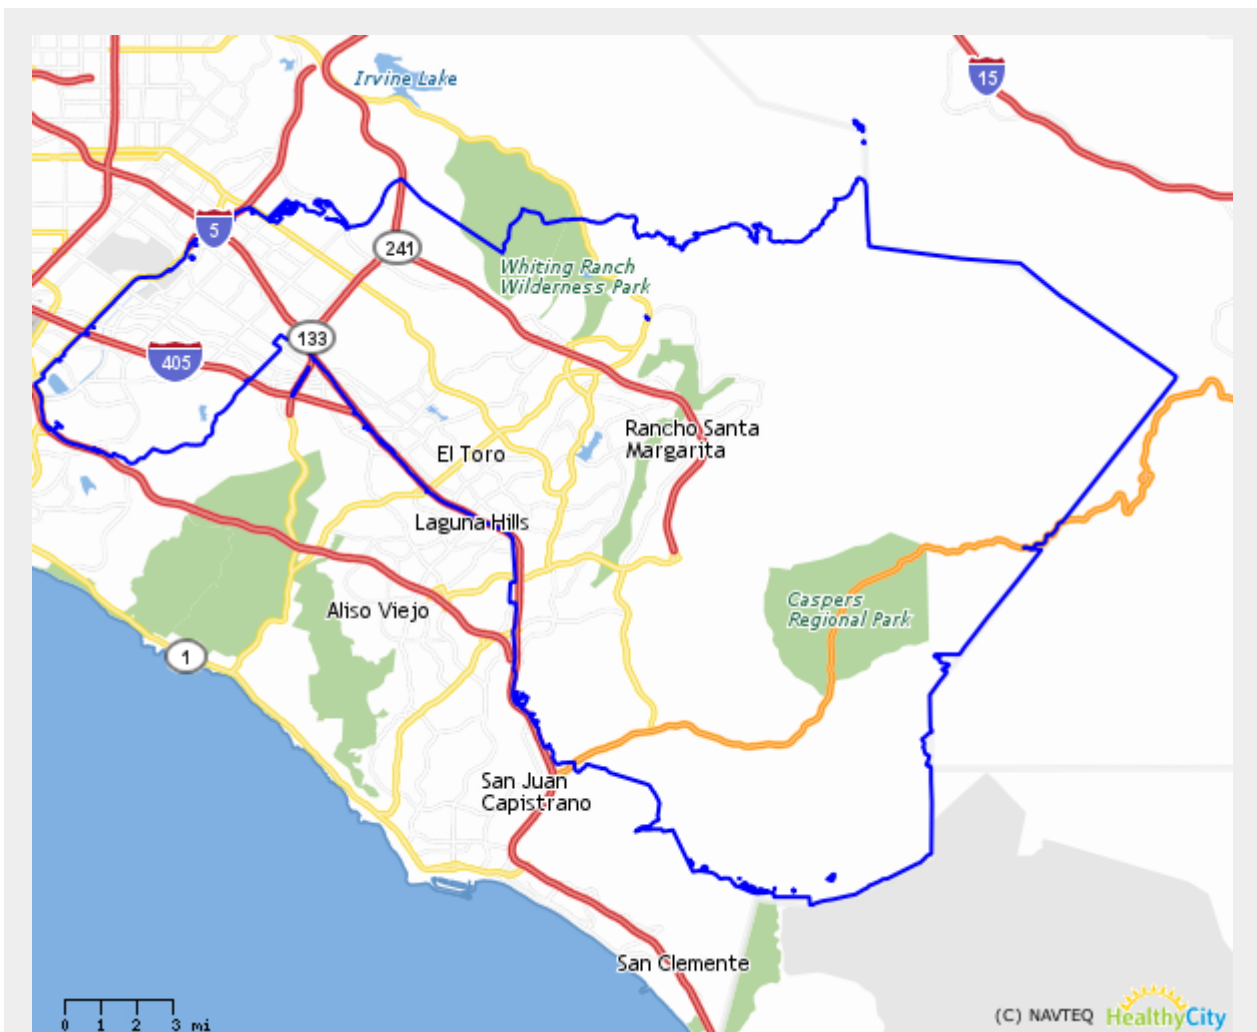 Irvine Lake
15
5
241
Whiting Ranch
Wilderness Park
133
405
Rancho Santa
Margarita
El Toro
Laguna Hills
Caspers
Regional Park
Aliso Viejo
1
San Juan
Capistrano
San Clemente
0 1 2 3 mi
(C) NAVTEQ HealthyCity